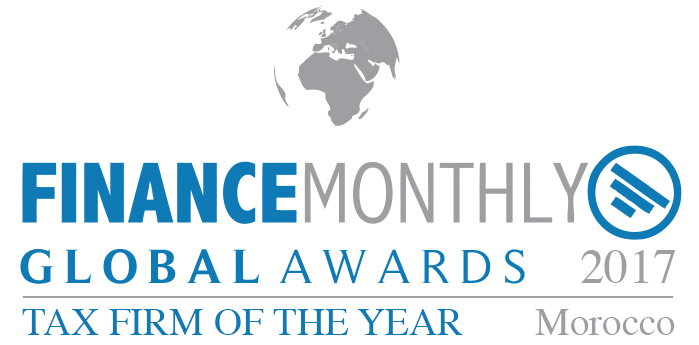 FINANCEMONTHLY
GLOBAL AWARDS 2017
TAX FIRM OF THE YEAR Morocco